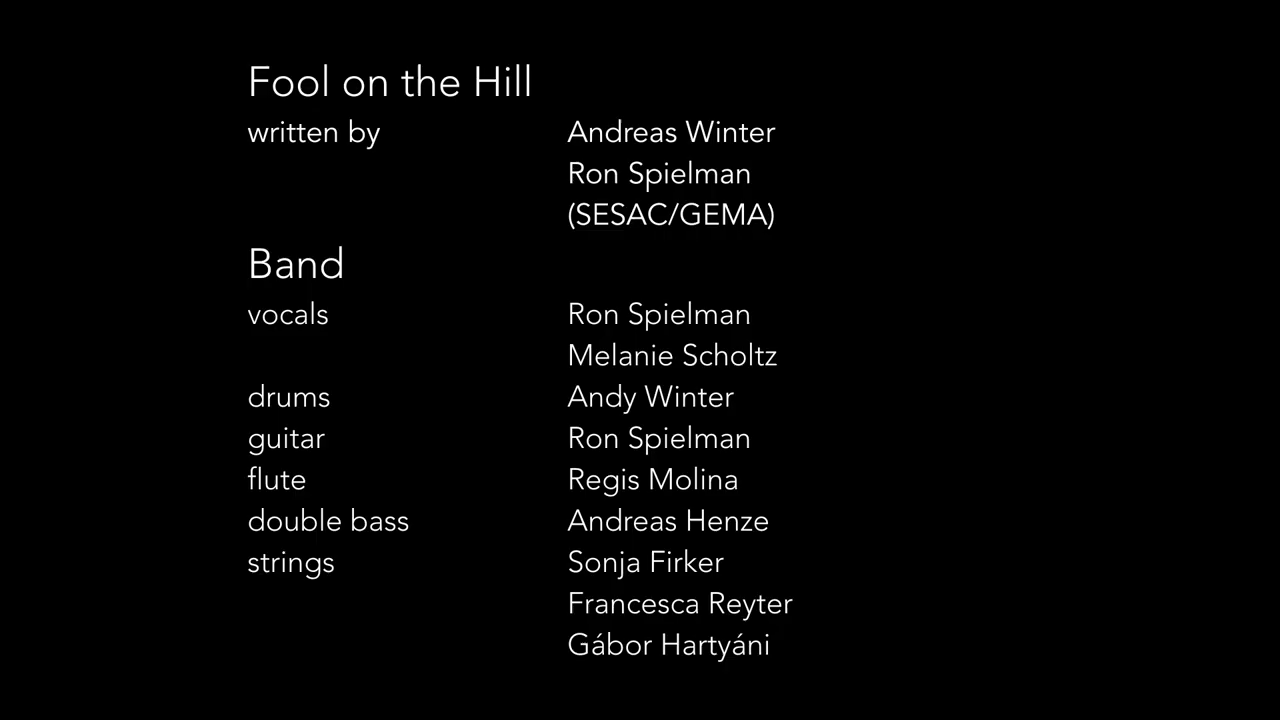 Fool on the Hill
written by Andreas Winter
Ron Spielman
(SESAC/GEMA)
Band
vocals Ron Spielman
Melanie Scholtz
drums Andy Winter
guitar Ron Spielman
flute Regis Molina
double bass Andreas Henze
strings Sonja Firker
Francesca Reyter
Gábor Hartyáni